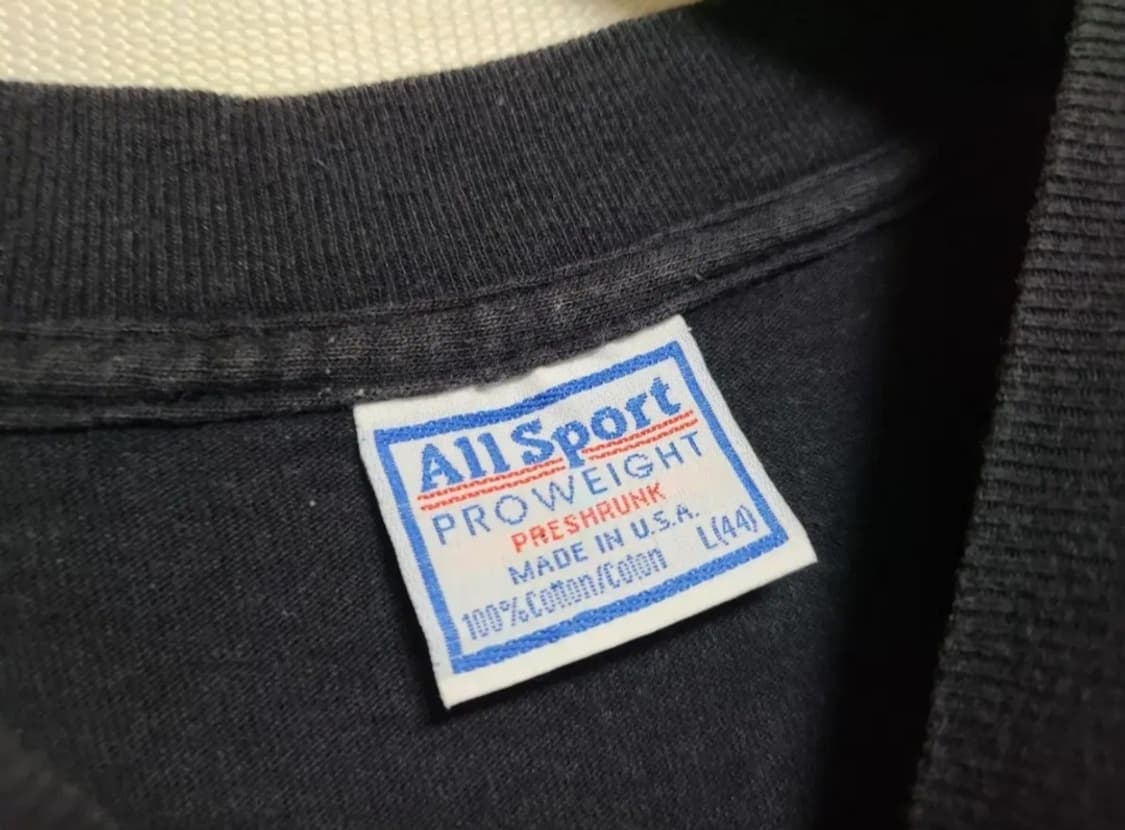 All Sport
PROWEIGHT
PRESHRUNK
MADE IN U.S.A.
100% Cotton/Coton L(44)